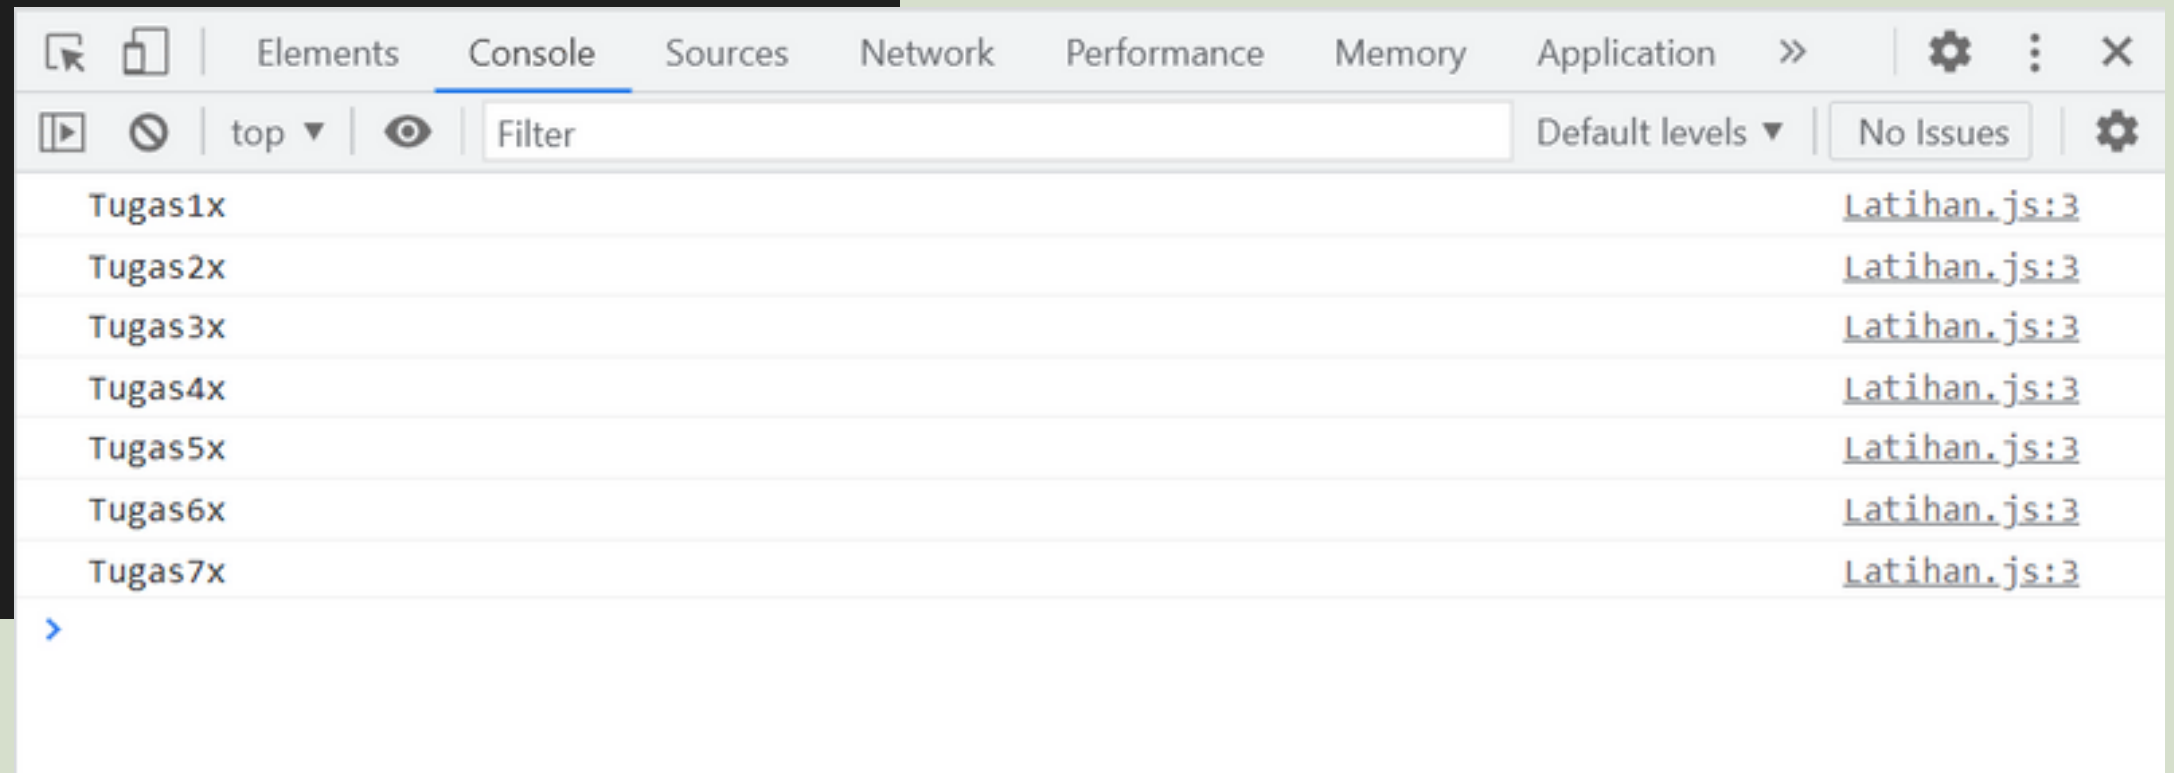 Elements Console Sources Network Performance Memory Application
top Filter Default levels No Issues
Tugas1x Latihan.js:3
Tugas2x Latihan.js:3
Tugas3x Latihan.js:3
Tugas4x Latihan.js:3
Tugas5x Latihan.js:3
Tugas6x Latihan.js:3
Tugas7x Latihan.js:3